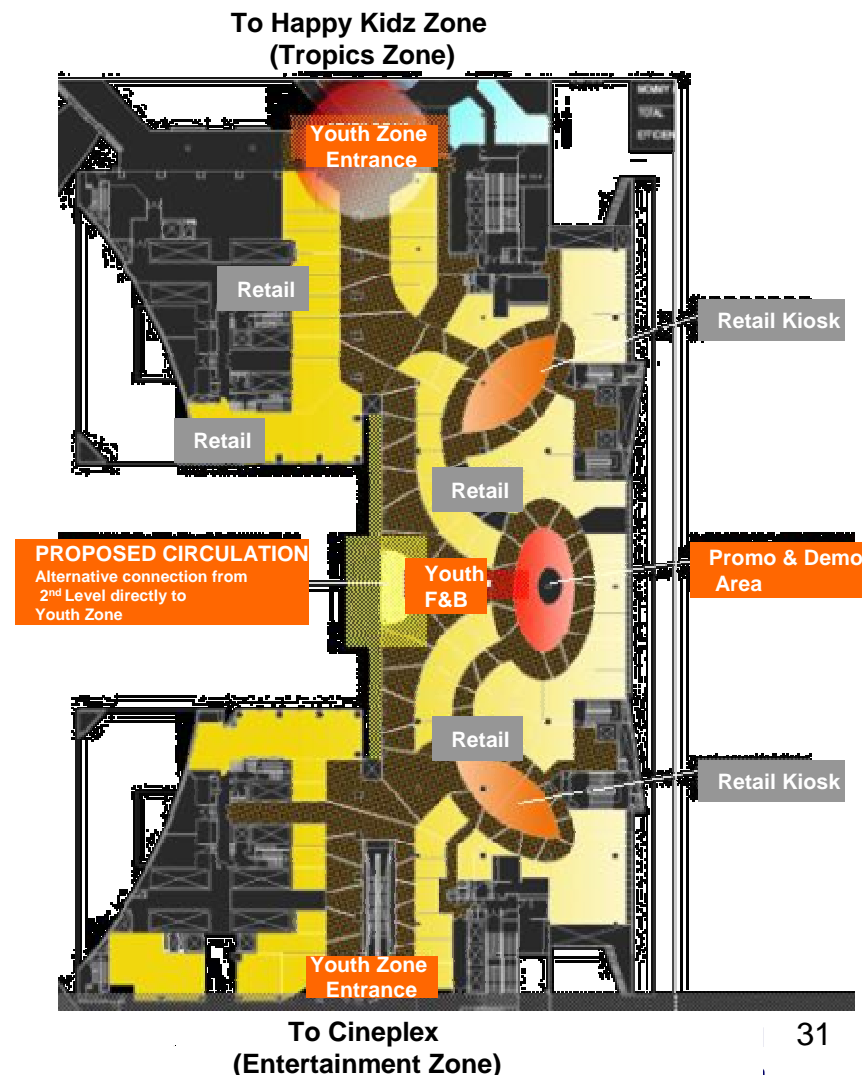 To Happy Kidz Zone
(Tropics Zone)
TOTAL
Youth Zone
Entrance
Retail
Retail Kiosk
Retail
Retail
PROPOSED CIRCULATION
Alternative connection from
2nd Level directly to
Youth Zone
Youth
F&B
Promo & Demo
Area
Retail
Retail Kiosk
Youth Zone
Entrance
To Cineplex
(Entertainment Zone)
31